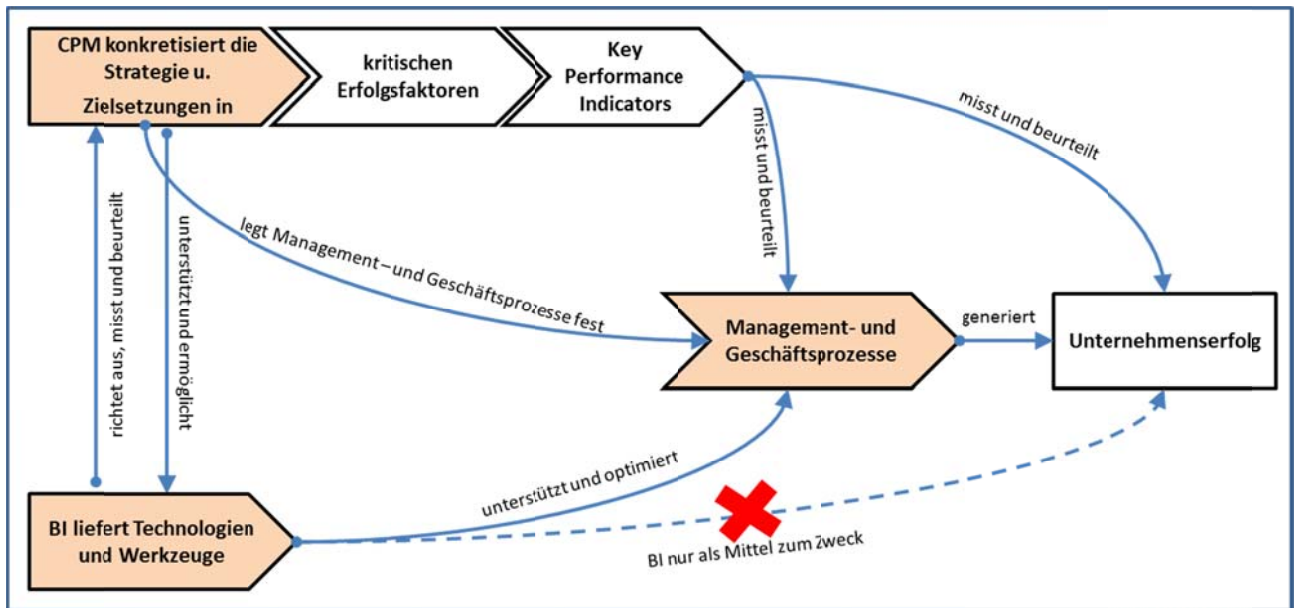 CPM konkretisiert die
Strategie u.
Zielsetzungen in
kritischen
Erfolgsfaktoren
Key
Performance
Indicators
misst und beurteilt
misst und beurteilt
richtet aus, misst und beurteilt
unterstützt und ermöglicht
legt Management – und Geschäftsprozesse fest
Management- und
Geschäftsprozesse
generiert
Unternehmenserfolg
unterstützt und optimiert
BI liefert Technologien
und Werkzeuge
BI nur als Mittel zum Zweck